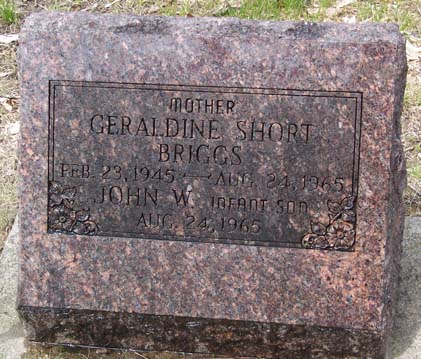 MOTHER
GERALDINE SHORT
BRIGGS
FEB. 23, 1945 — AUG. 24, 1965
JOHN W. INFANT SON
AUG. 24, 1965